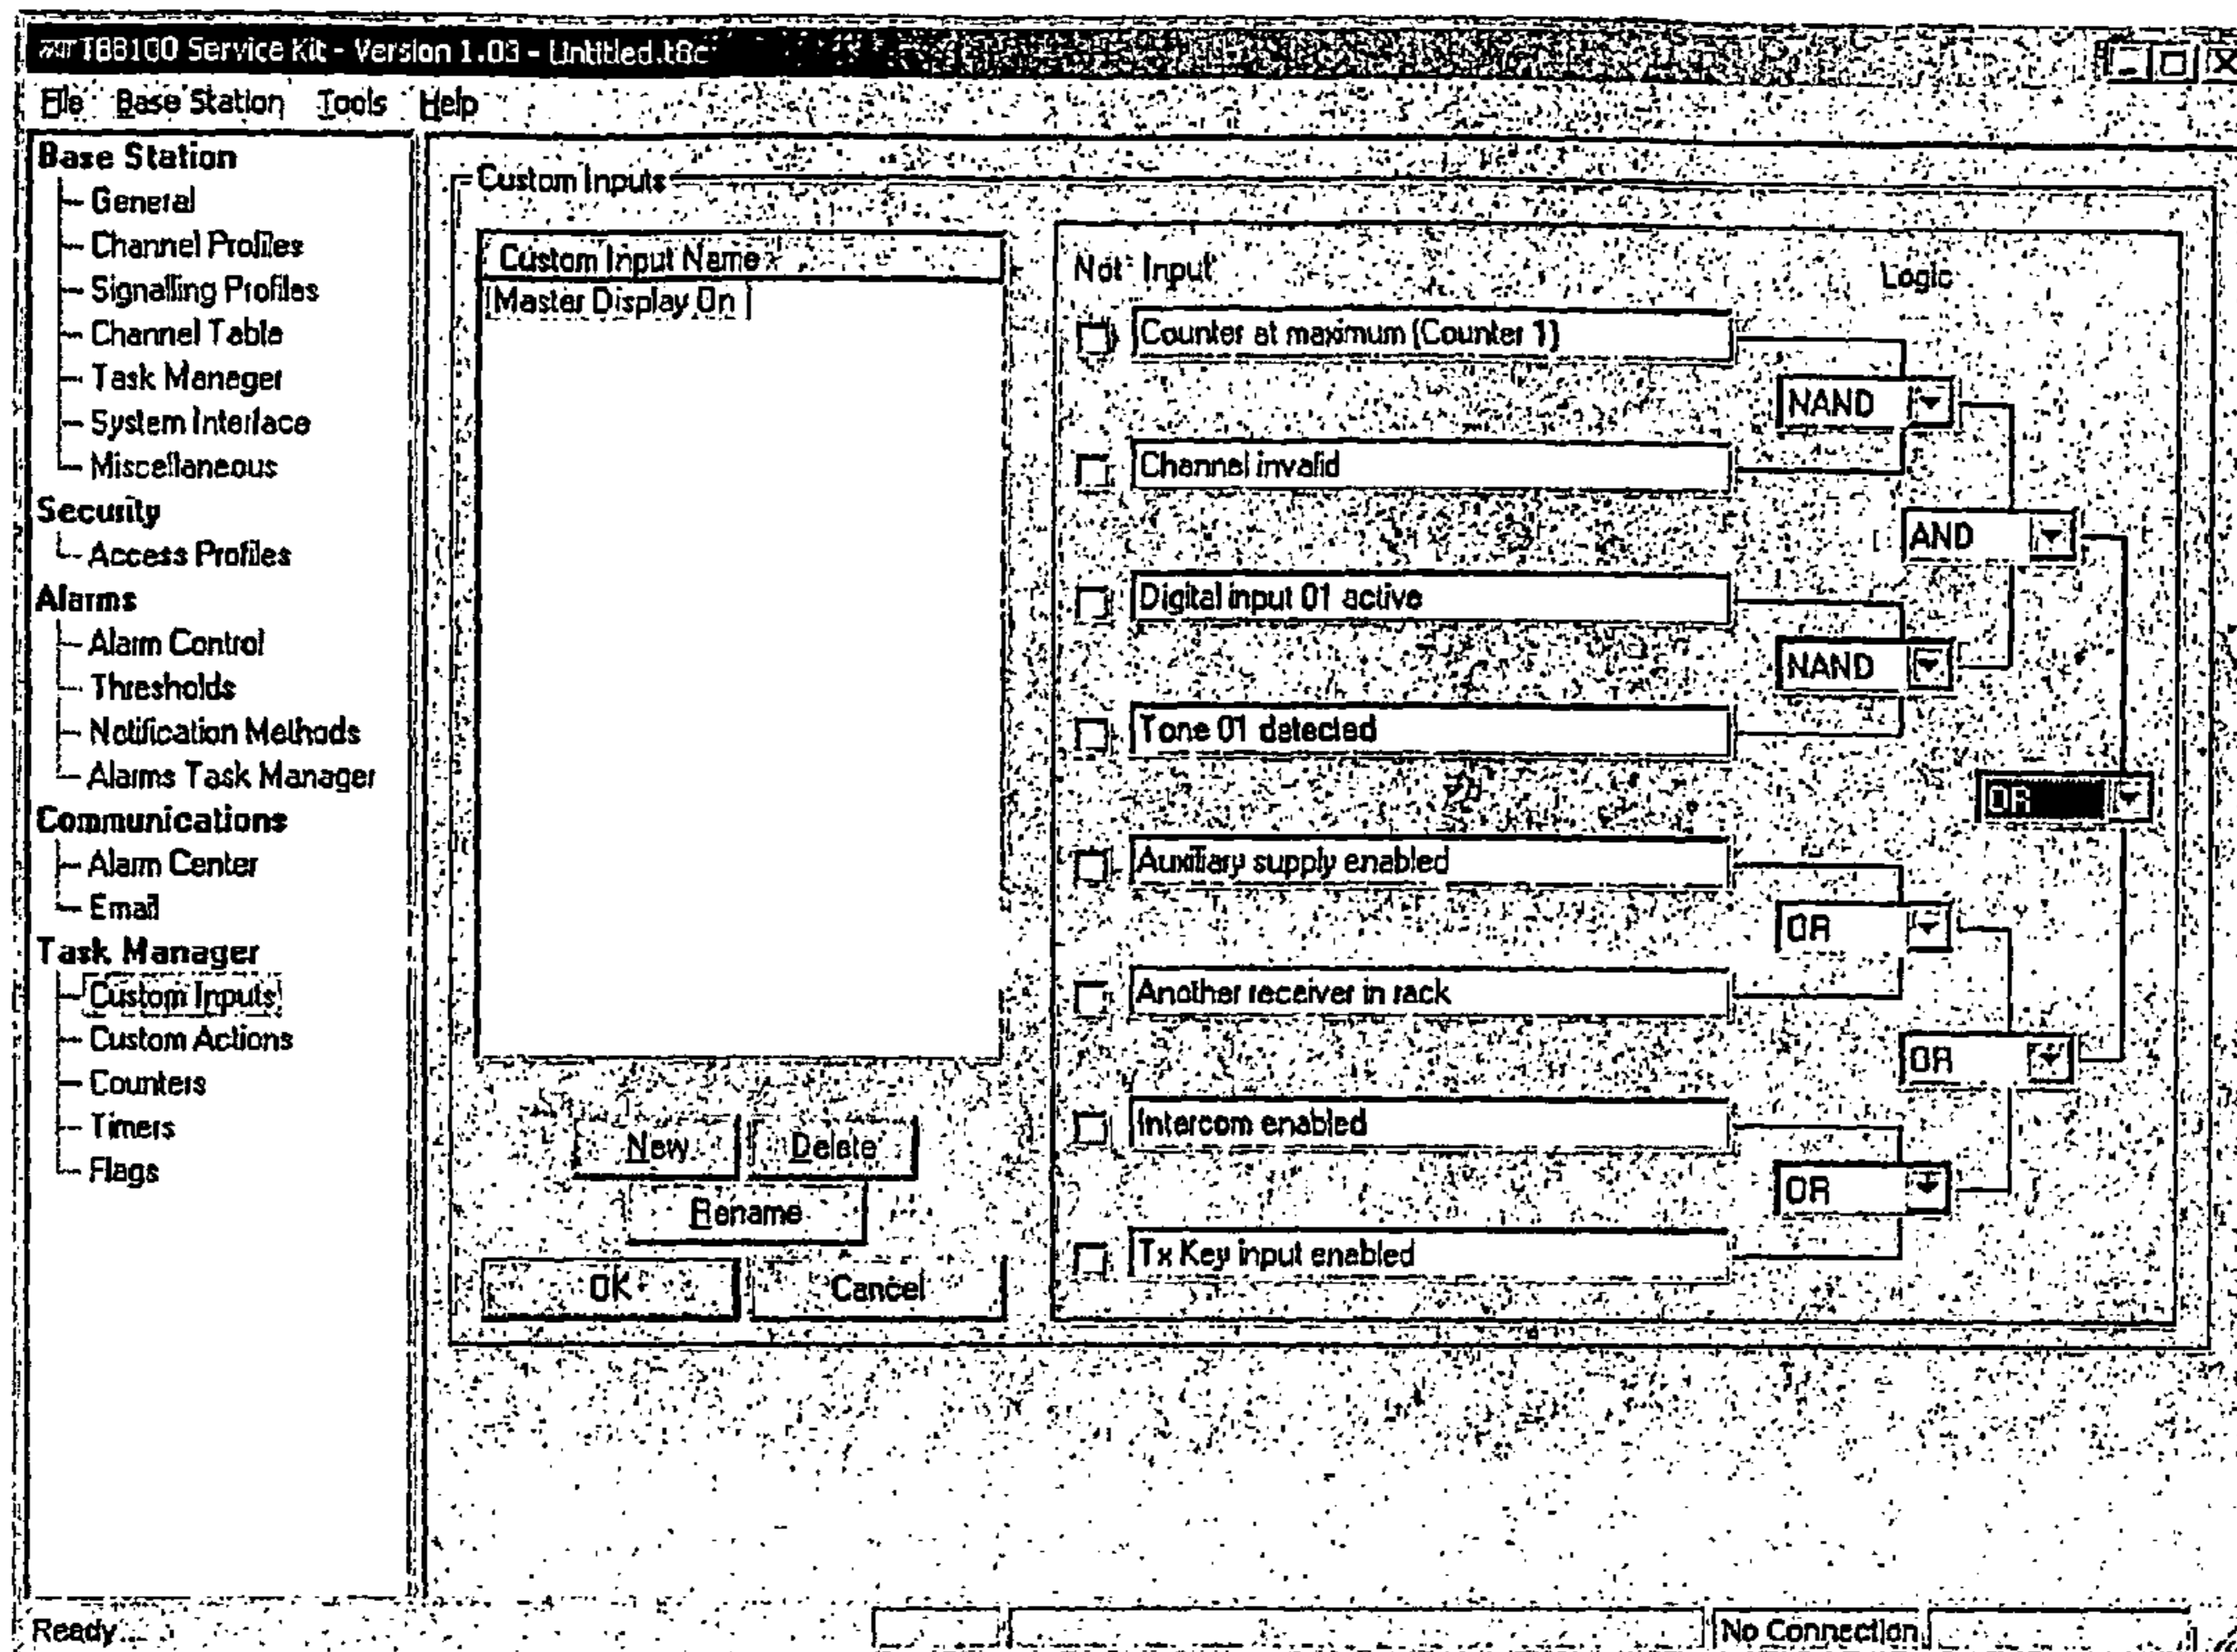 TB8100 Service Kit - Version 1.03 - Untitled.t8c
File Base Station Tools Help
Base Station
General
Channel Profiles
Signalling Profiles
Channel Table
Task Manager
System Interface
Miscellaneous
Security
Access Profiles
Alarms
Alarm Control
Thresholds
Notification Methods
Alarms Task Manager
Communications
Alarm Center
Email
Task Manager
Custom Inputs
Custom Actions
Counters
Timers
Flags
Custom Inputs
Custom Input Name
Master Display On
New Delete
Rename
OK Cancel
Not Input Logic
Counter at maximum (Counter 1)
NAND
Channel invalid
AND
Digital input 01 active
NAND
Tone 01 detected
OR
Auxiliary supply enabled
OR
Another receiver in rack
OR
Intercom enabled
OR
Tx Key input enabled
Ready... No Connection